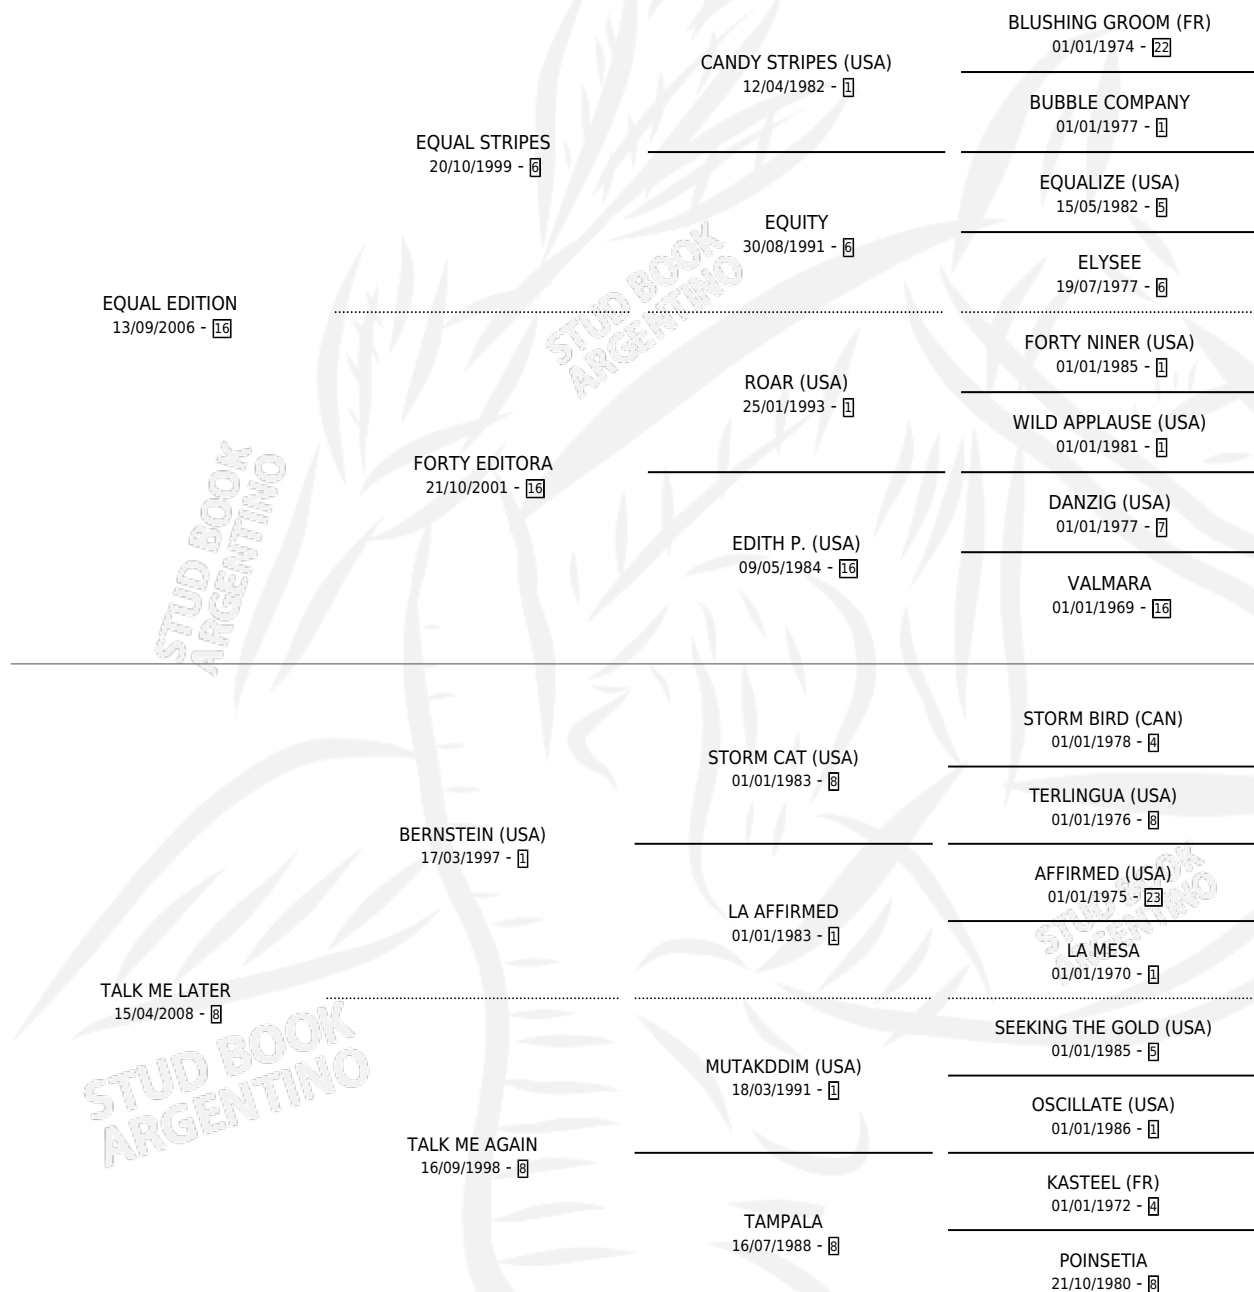 BLUSHING GROOM (FR)
01/01/1974 - 22
CANDY STRIPES (USA)
12/04/1982 - 1
BUBBLE COMPANY
01/01/1977 - 1
EQUAL STRIPES
20/10/1999 - 6
EQUALIZE (USA)
15/05/1982 - 5
EQUITY
30/08/1991 - 6
ELYSEE
19/07/1977 - 6
EQUAL EDITION
13/09/2006 - 16
FORTY NINER (USA)
01/01/1985 - 1
ROAR (USA)
25/01/1993 - 1
WILD APPLAUSE (USA)
01/01/1981 - 1
FORTY EDITORA
21/10/2001 - 16
DANZIG (USA)
01/01/1977 - 7
EDITH P. (USA)
09/05/1984 - 16
VALMARA
01/01/1969 - 16
STORM BIRD (CAN)
01/01/1978 - 4
STORM CAT (USA)
01/01/1983 - 8
TERLINGUA (USA)
01/01/1976 - 8
BERNSTEIN (USA)
17/03/1997 - 1
AFFIRMED (USA)
01/01/1975 - 23
LA AFFIRMED
01/01/1983 - 1
LA MESA
01/01/1970 - 1
TALK ME LATER
15/04/2008 - 8
SEEKING THE GOLD (USA)
01/01/1985 - 5
MUTAKDDIM (USA)
18/03/1991 - 1
OSCILLATE (USA)
01/01/1986 - 1
TALK ME AGAIN
16/09/1998 - 8
KASTEEL (FR)
01/01/1972 - 4
TAMPALA
16/07/1988 - 8
POINSETIA
21/10/1980 - 8
STUD BOOK
ARGENTINO
STUD BOOK
ARGENTINO
STUD BOOK
ARGENTINO
STUD BOOK
ARGENTINO